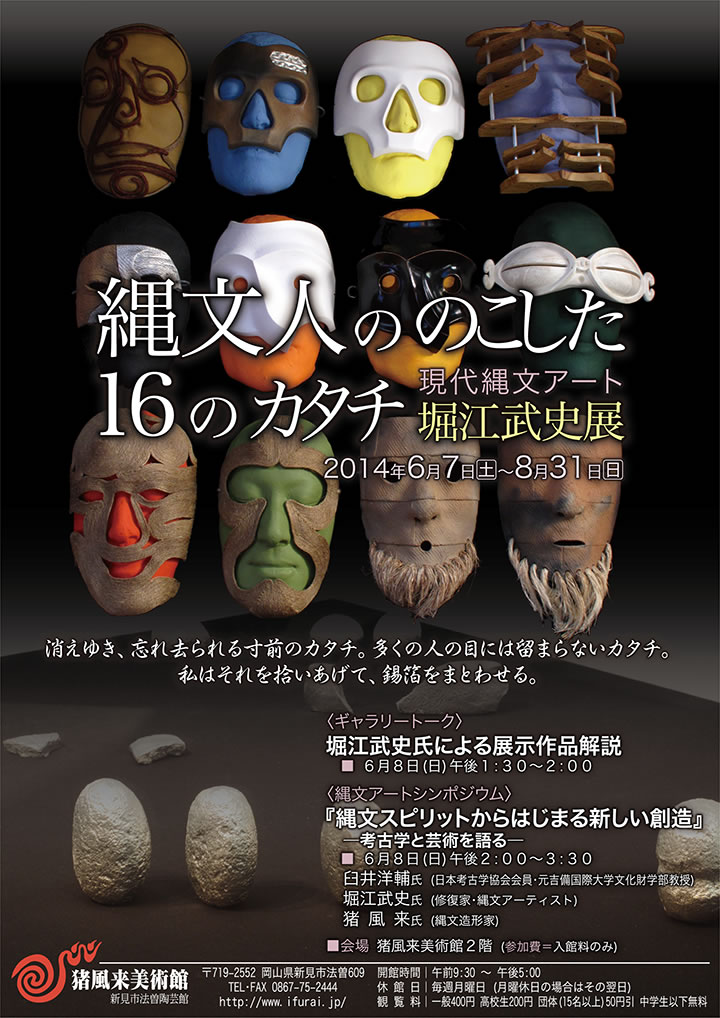 縄文人ののこした
16のカタチ
現代縄文アート
堀江武史展
2014年6月7日土〜8月31日日
消えゆき、忘れ去られる寸前のカタチ。多くの人の目には留まらないカタチ。
私はそれを拾いあげて、錫箔をまとわせる。
〈ギャラリートーク〉
堀江武史氏による展示作品解説
■ 6月8日(日)午後1:30〜2:00
〈縄文アートシンポジウム〉
『縄文スピリットからはじまる新しい創造』
―考古学と芸術を語る―
■ 6月8日(日)午後2:00〜3:30
臼井洋輔氏 (日本考古学協会会員・元吉備国際大学文化財学部教授)
堀江武史氏 (修復家・縄文アーティスト)
猪風来氏 (縄文造形家)
■会場 猪風来美術館2階 (参加費=入館料のみ)
猪風来美術館
新見市法曽陶芸館
〒719-2552 岡山県新見市法曽609
TEL・FAX 0867-75-2444
http://www.ifurai.jp/
開館時間|午前9:30 〜 午後5:00
休館日|毎週月曜日 (月曜休日の場合はその翌日)
観覧料|一般400円 高校生200円 団体(15名以上)50円引 中学生以下無料